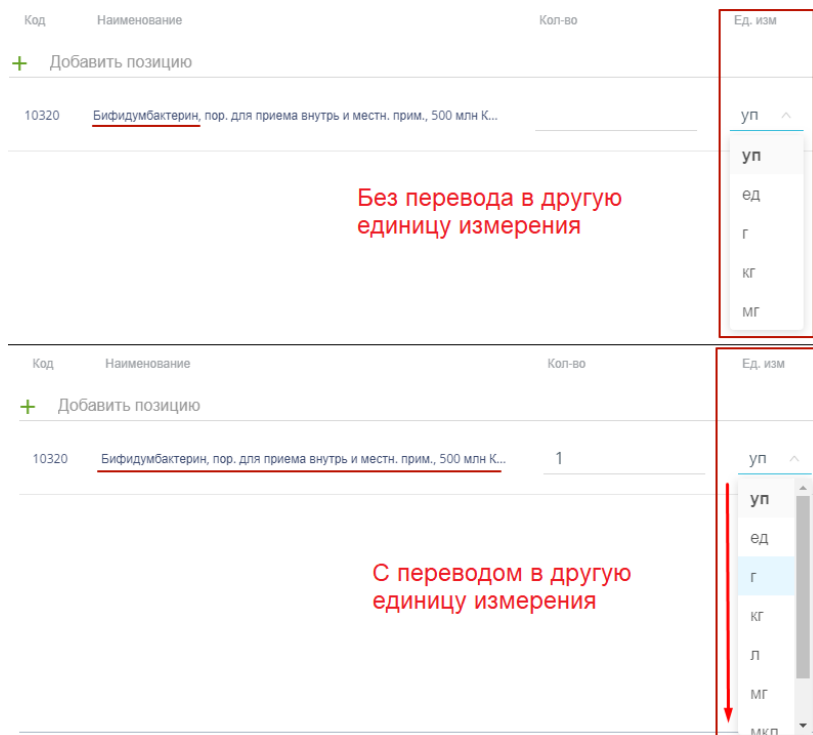 Код Наименование Кол-во Ед. изм
+ Добавить позицию
10320 Бифидумбактерин, пор. для приема внутрь и местн. прим., 500 млн К... уп
уп
ед
г
кг
мг
Без перевода в другую
единицу измерения
Код Наименование Кол-во Ед. изм
+ Добавить позицию
10320 Бифидумбактерин, пор. для приема внутрь и местн. прим., 500 млн К... 1 уп
уп
ед
г
кг
л
мг
мкл
С переводом в другую
единицу измерения